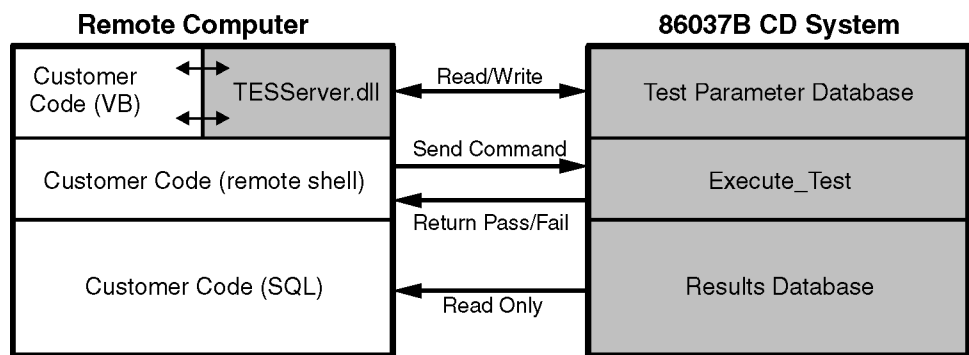 Remote Computer
86037B CD System
Customer
Code (VB)
TESServer.dll
Read/Write
Test Parameter Database
Customer Code (remote shell)
Send Command
Execute_Test
Return Pass/Fail
Customer Code (SQL)
Read Only
Results Database